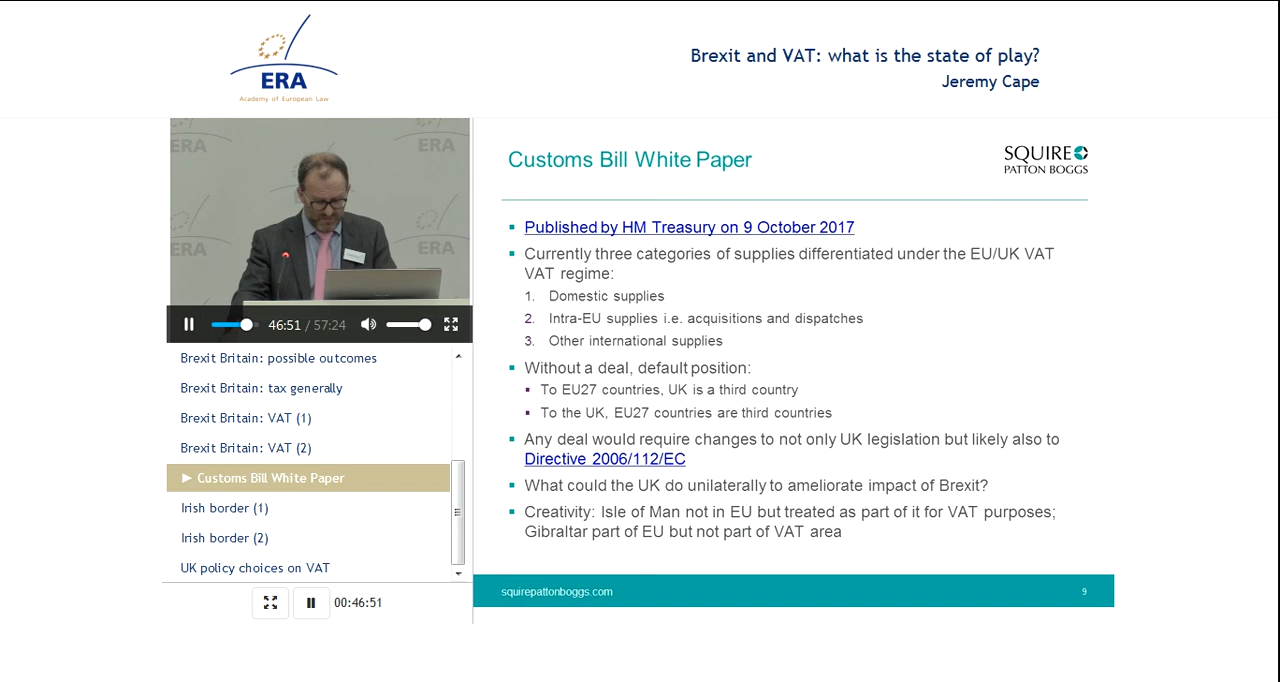 ERA
Academy of European Law
Brexit and VAT: what is the state of play?
Jeremy Cape
ERA
ERA
ERA
ERA
46:51 / 57:24
Brexit Britain: possible outcomes
Brexit Britain: tax generally
Brexit Britain: VAT (1)
Brexit Britain: VAT (2)
► Customs Bill White Paper
Irish border (1)
Irish border (2)
UK policy choices on VAT
00:46:51
Customs Bill White Paper
SQUIRE
PATTON BOGGS
▪ Published by HM Treasury on 9 October 2017
▪ Currently three categories of supplies differentiated under the EU/UK VAT
VAT regime:
1. Domestic supplies
2. Intra-EU supplies i.e. acquisitions and dispatches
3. Other international supplies
▪ Without a deal, default position:
▪ To EU27 countries, UK is a third country
▪ To the UK, EU27 countries are third countries
▪ Any deal would require changes to not only UK legislation but likely also to
Directive 2006/112/EC
▪ What could the UK do unilaterally to ameliorate impact of Brexit?
▪ Creativity: Isle of Man not in EU but treated as part of it for VAT purposes;
Gibraltar part of EU but not part of VAT area
squirepattonboggs.com
9